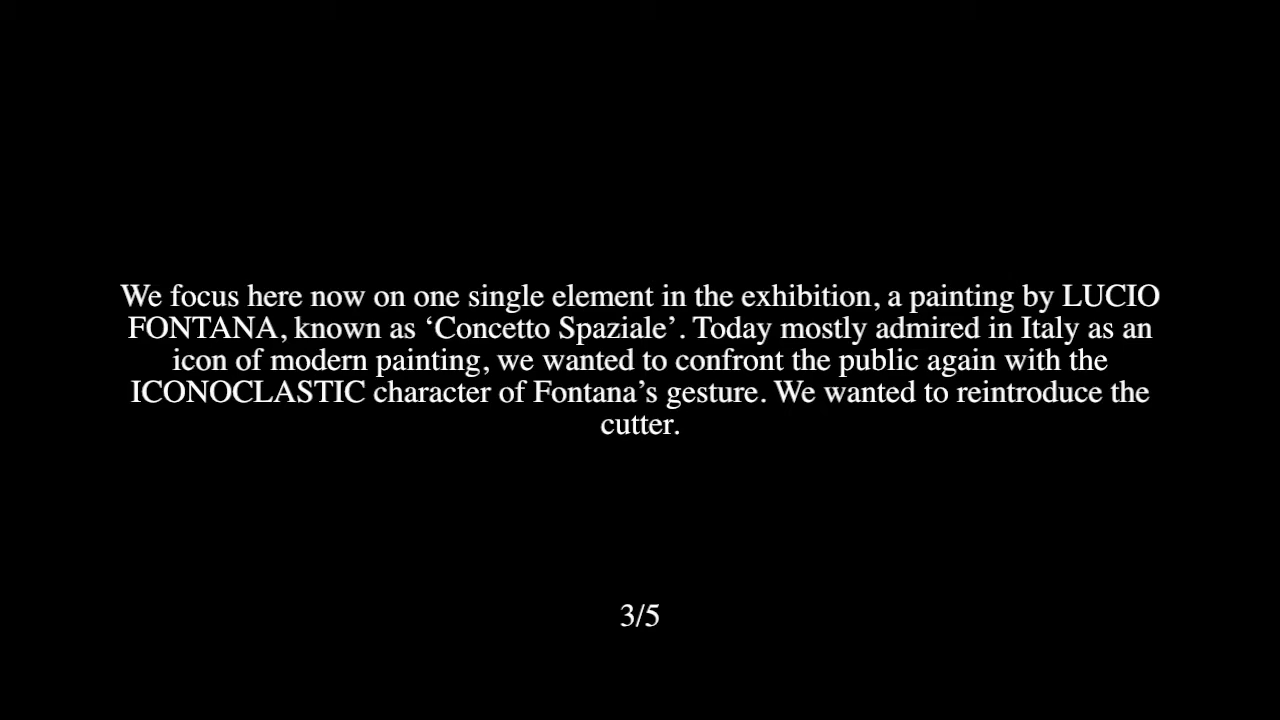 We focus here now on one single element in the exhibition, a painting by LUCIO
FONTANA, known as ‘Concetto Spaziale’. Today mostly admired in Italy as an
icon of modern painting, we wanted to confront the public again with the
ICONOCLASTIC character of Fontana’s gesture. We wanted to reintroduce the
cutter.
3/5